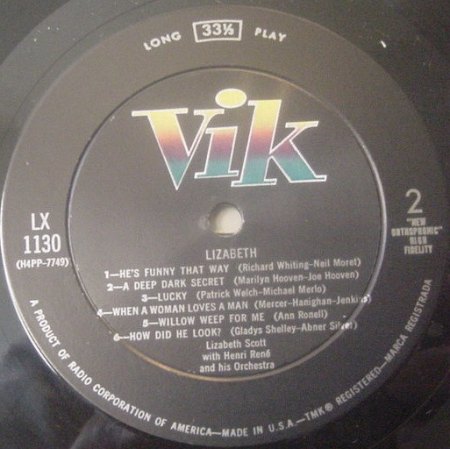 LONG 33⅓ PLAY
Vik
LX
1130
(H4PP-7749)
2
"NEW
ORTHOPHONIC"
HIGH
FIDELITY
LIZABETH
1—HE'S FUNNY THAT WAY (Richard Whiting-Neil Moret)
2—A DEEP DARK SECRET (Marilyn Hooven-Joe Hooven)
3—LUCKY (Patrick Welch-Michael Merlo)
4—WHEN A WOMAN LOVES A MAN (Mercer-Hanighan-Jenkins)
5—WILLOW WEEP FOR ME (Ann Ronell)
6—HOW DID HE LOOK? (Gladys Shelley-Abner Silver)
Lizabeth Scott
with Henri René
and his Orchestra
A PRODUCT OF RADIO CORPORATION OF AMERICA—MADE IN U.S.A.—TMK® REGISTERED—MARCA REGISTRADA